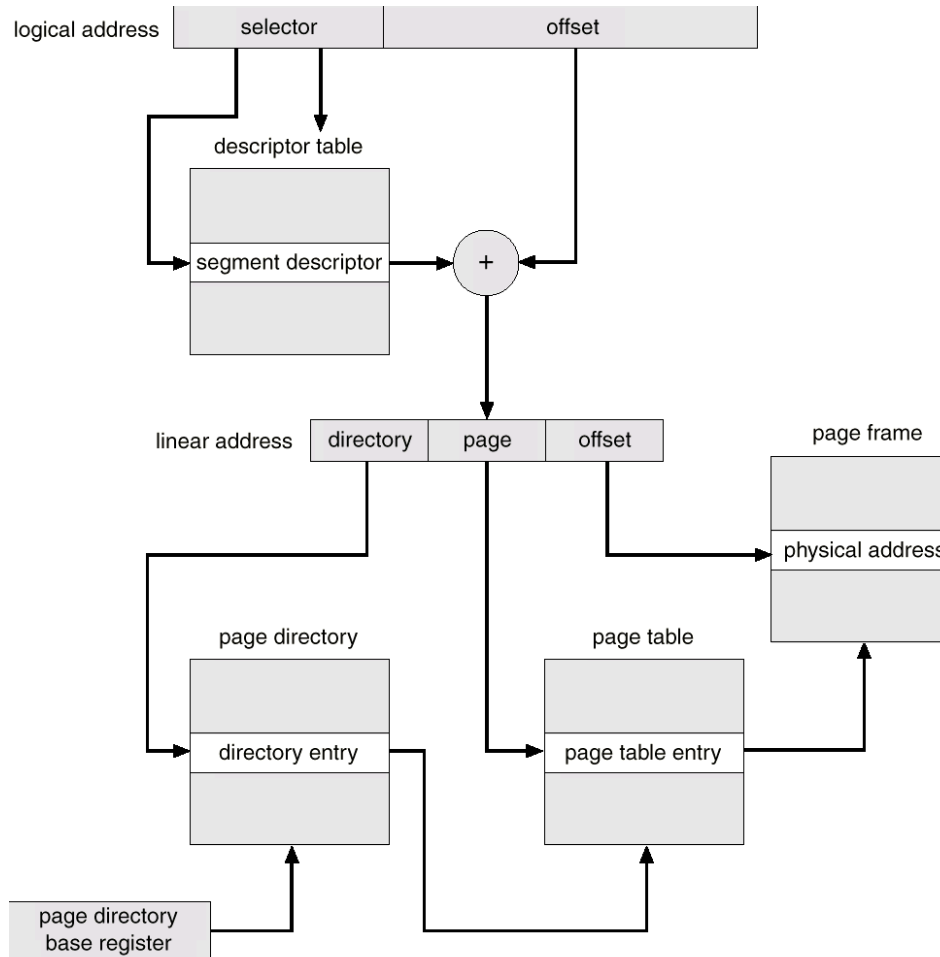 logical address
selector
offset
descriptor table
segment descriptor
+
linear address
directory
page
offset
page frame
physical address
page directory
page table
directory entry
page table entry
page directory
base register